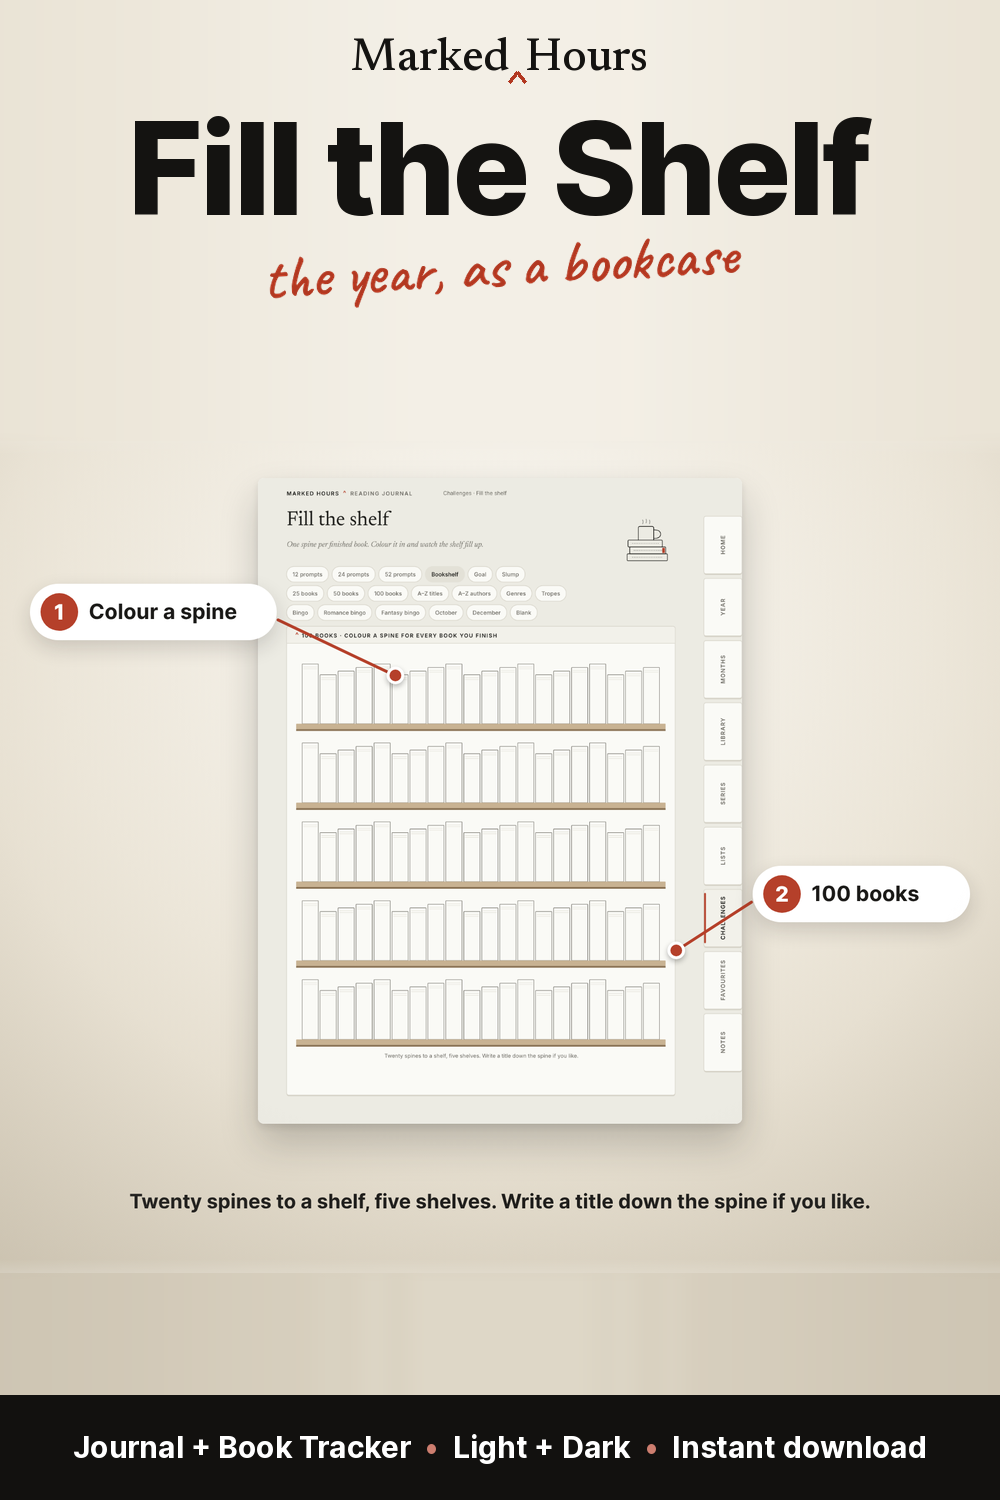 Marked ^ Hours
Fill the Shelf
the year, as a bookcase
MARKED HOURS ^ READING JOURNAL
Challenges · Fill the shelf
Fill the shelf
One spine per finished book. Colour it in and watch the shelf fill up.
12 prompts 24 prompts 52 prompts Bookshelf Goal Slump
25 books 50 books 100 books A–Z titles A–Z authors Genres Tropes
Bingo Romance bingo Fantasy bingo October December Blank
^ 100 BOOKS · COLOUR A SPINE FOR EVERY BOOK YOU FINISH
Twenty spines to a shelf, five shelves. Write a title down the spine if you like.
HOME
YEAR
MONTHS
LIBRARY
SERIES
LISTS
CHALLENGES
FAVOURITES
NOTES
1 Colour a spine
2 100 books
Twenty spines to a shelf, five shelves. Write a title down the spine if you like.
Journal + Book Tracker • Light + Dark • Instant download